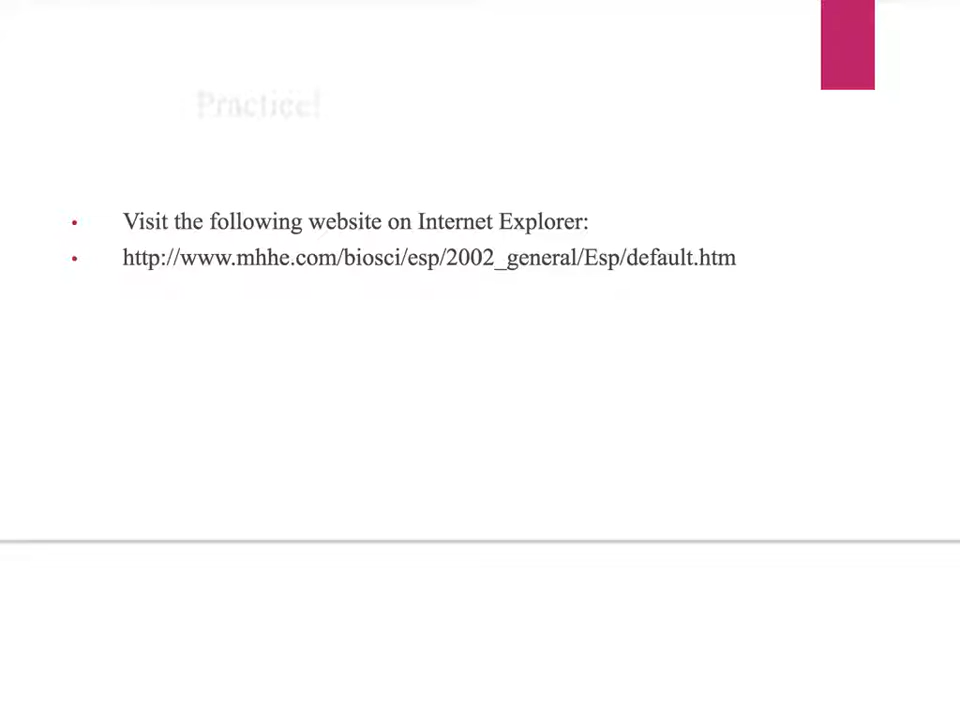 Practice!
Visit the following website on Internet Explorer:
http://www.mhhe.com/biosci/esp/2002_general/Esp/default.htm